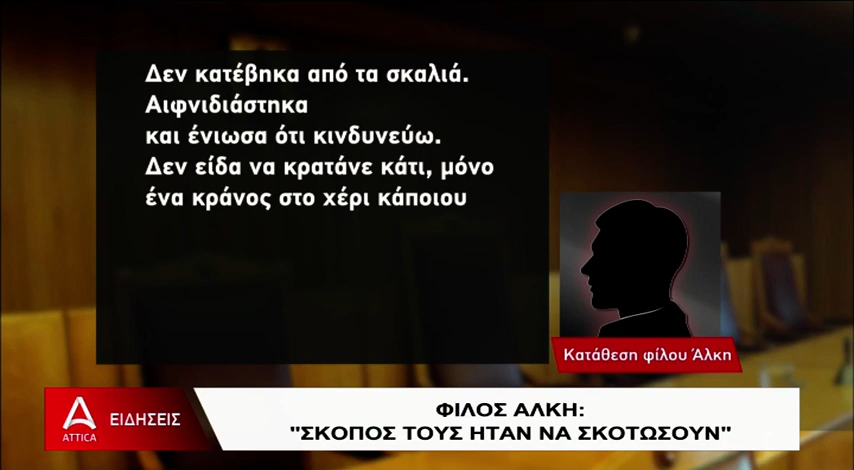 Δεν κατέβηκα από τα σκαλιά.
Αιφνιδιάστηκα
και ένιωσα ότι κινδυνεύω.
Δεν είδα να κρατάνε κάτι, μόνο
ένα κράνος στο χέρι κάποιου
Κατάθεση φίλου Άλκη
ATTICA
ΕΙΔΗΣΕΙΣ
ΦΙΛΟΣ ΑΛΚΗ:
"ΣΚΟΠΟΣ ΤΟΥΣ ΗΤΑΝ ΝΑ ΣΚΟΤΩΣΟΥΝ"